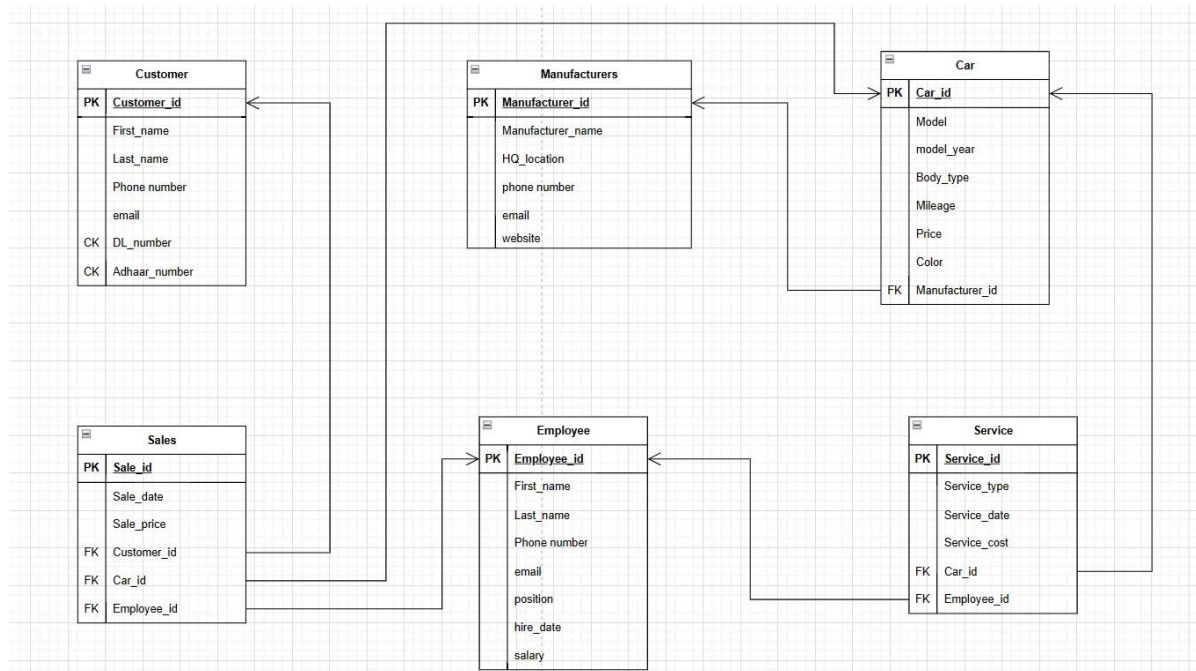 Customer
PK Customer_id
First_name
Last_name
Phone number
email
CK DL_number
CK Adhaar_number
Manufacturers
PK Manufacturer_id
Manufacturer_name
HQ_location
phone number
email
website
Car
PK Car_id
Model
model_year
Body_type
Mileage
Price
Color
FK Manufacturer_id
Sales
PK Sale_id
Sale_date
Sale_price
FK Customer_id
FK Car_id
FK Employee_id
Employee
PK Employee_id
First_name
Last_name
Phone number
email
position
hire_date
salary
Service
PK Service_id
Service_type
Service_date
Service_cost
FK Car_id
FK Employee_id